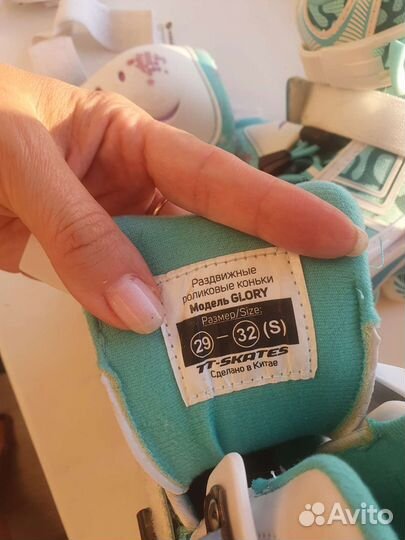 Раздвижные
роликовые коньки
Модель GLORY
Размер/Size:
29 – 32 (S)
TT-SKATES
Сделано в Китае
Avito